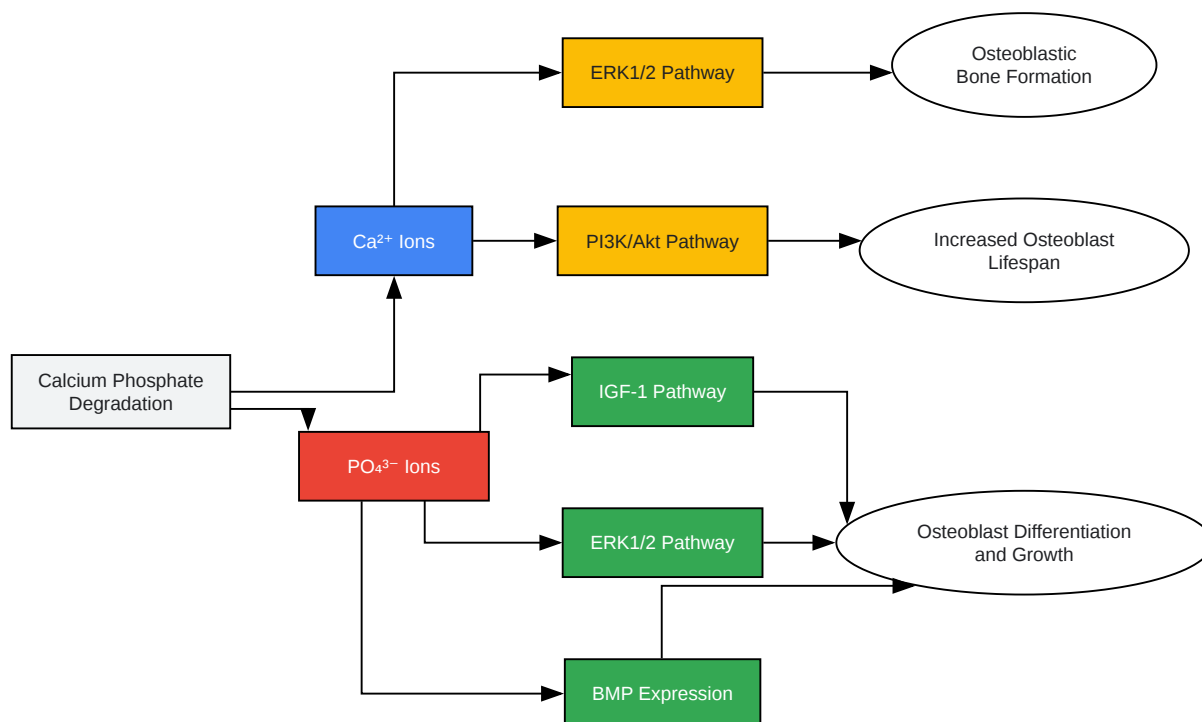 Calcium Phosphate
Degradation
Ca²⁺ Ions
PO₄³⁻ Ions
ERK1/2 Pathway
PI3K/Akt Pathway
IGF-1 Pathway
ERK1/2 Pathway
BMP Expression
Osteoblastic
Bone Formation
Increased Osteoblast
Lifespan
Osteoblast Differentiation
and Growth